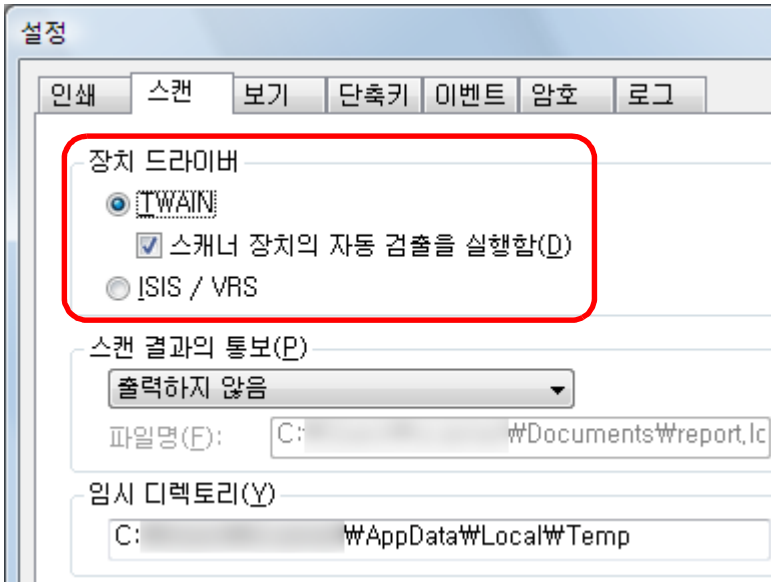 설정
인쇄 스캔 보기 단축키 이벤트 암호 로그
장치 드라이버
TWAIN
스캐너 장치의 자동 검출을 실행함(D)
ISIS / VRS
스캔 결과의 통보(P)
출력하지 않음
파일명(F): C:₩Documents₩report.lo
임시 디렉토리(Y)
C:₩AppData₩Local₩Temp